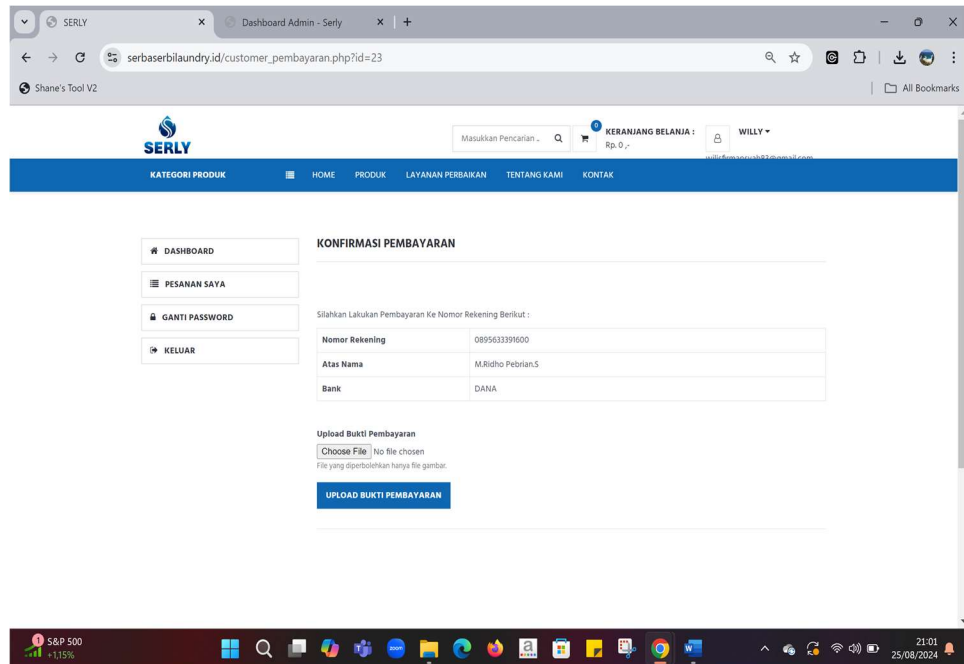 SERLY
Dashboard Admin - Serly
serbaserbilaundry.id/customer_pembayaran.php?id=23
Shane's Tool V2
All Bookmarks
SERLY
Masukkan Pencarian ..
0
KERANJANG BELANJA :
Rp. 0 ,-
WILLY
KATEGORI PRODUK
HOME PRODUK LAYANAN PERBAIKAN TENTANG KAMI KONTAK
DASHBOARD
PESANAN SAYA
GANTI PASSWORD
KELUAR
KONFIRMASI PEMBAYARAN
Silahkan Lakukan Pembayaran Ke Nomor Rekening Berikut :
Nomor Rekening 0895633391600
Atas Nama M.Ridho Pebrian.S
Bank DANA
Upload Bukti Pembayaran
Choose File No file chosen
File yang diperbolehkan hanya file gambar.
UPLOAD BUKTI PEMBAYARAN
1
S&P 500
+1,15%
zoom
21:01
25/08/2024